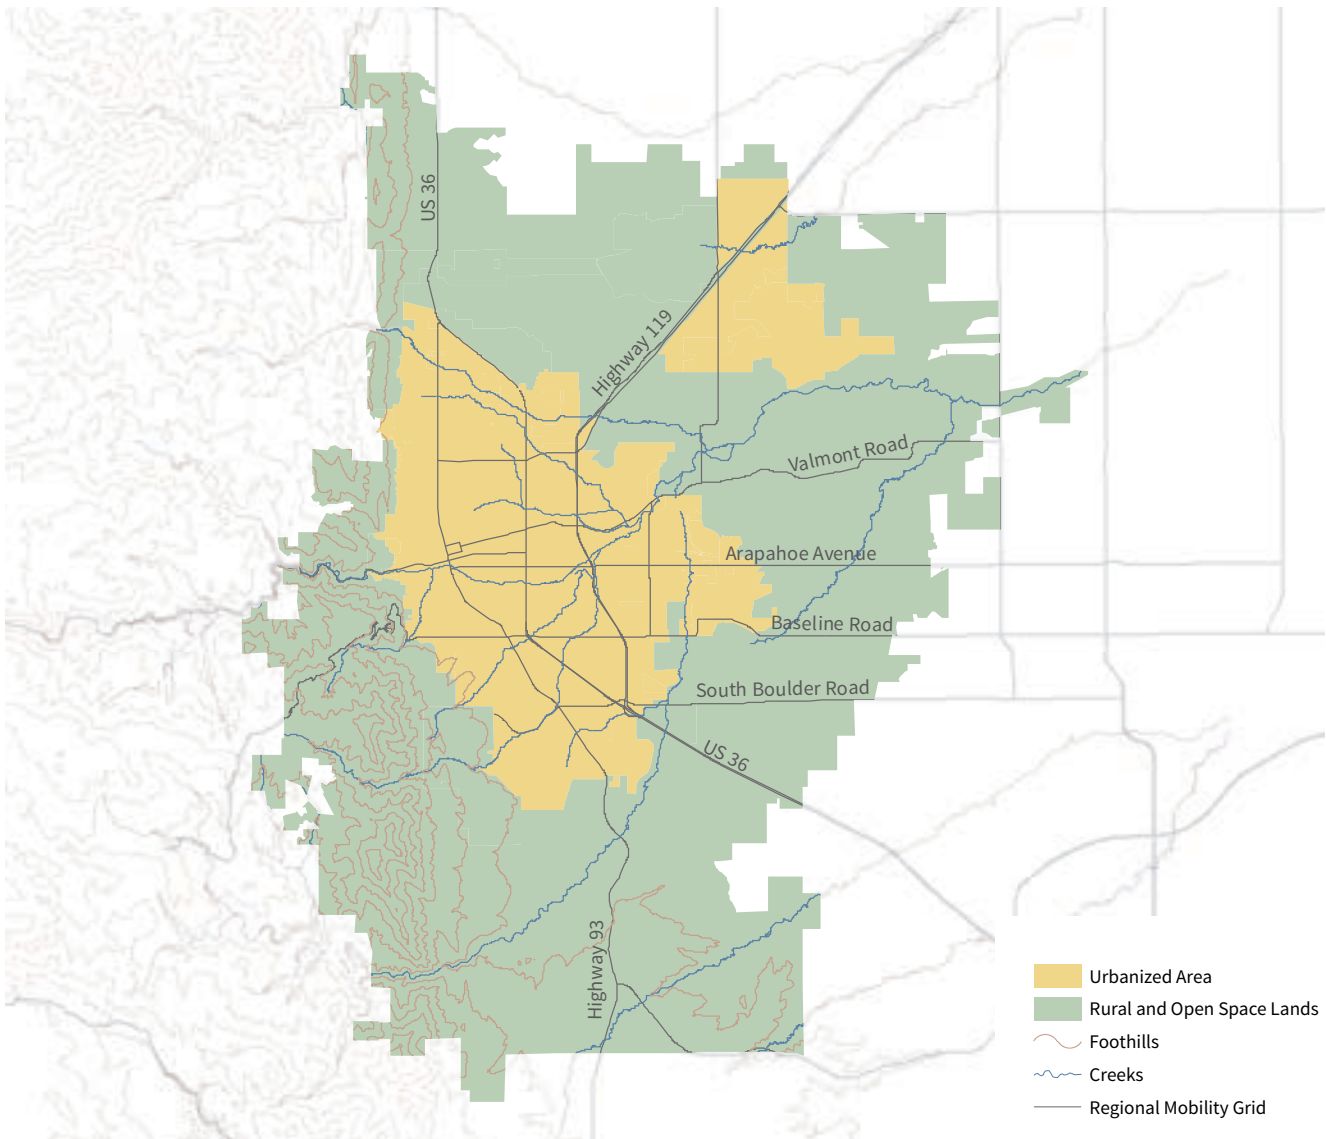 US 36
Highway 119
Valmont Road
Arapahoe Avenue
Baseline Road
South Boulder Road
US 36
Highway 93
Urbanized Area
Rural and Open Space Lands
Foothills
Creeks
Regional Mobility Grid